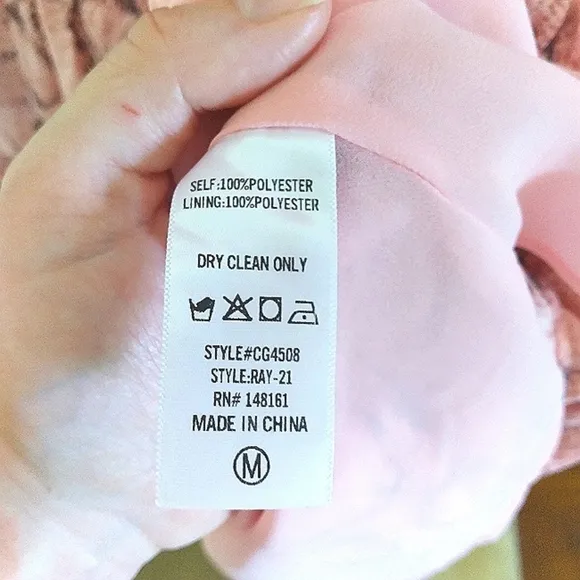 SELF:100%POLYESTER
LINING:100%POLYESTER
DRY CLEAN ONLY
STYLE#CG4508
STYLE:RAY-21
RN# 148161
MADE IN CHINA
M